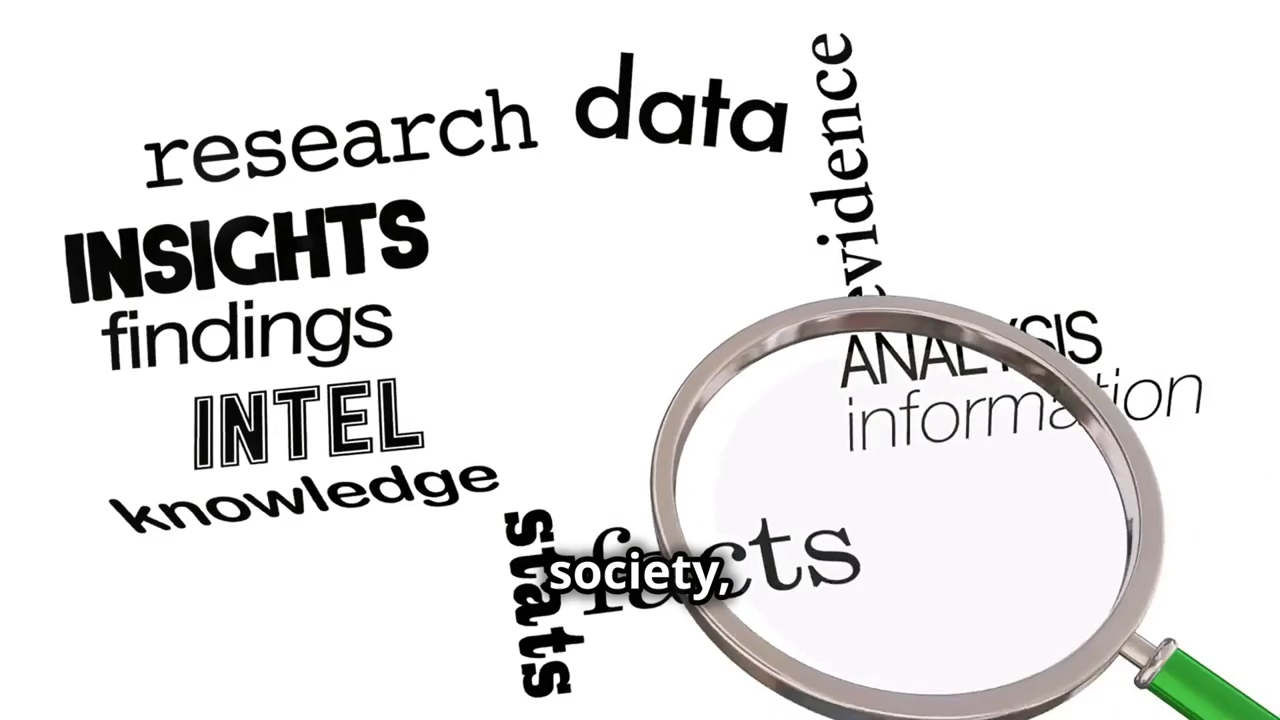 research
data
evidence
INSIGHTS
findings
ANALYSIS
information
INTEL
knowledge
stats
facts
society,